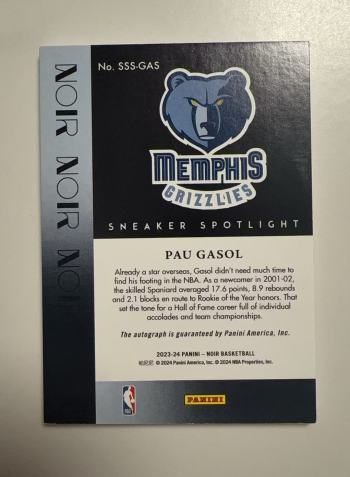 No. SSS-GAS
NOIR NOIR NOIR
MEMPHIS
GRIZZLIES
SNEAKER SPOTLIGHT
PAU GASOL
Already a star overseas, Gasol didn't need much time to
find his footing in the NBA. As a newcomer in 2001-02,
the skilled Spaniard averaged 17.6 points, 8.9 rebounds
and 2.1 blocks en route to Rookie of the Year honors. That
set the tone for a Hall of Fame career full of individual
accolades and team championships.
The autograph is guaranteed by Panini America, Inc.
2023-24 PANINI – NOIR BASKETBALL
帕尼尼 © 2024 Panini America, Inc. © 2024 NBA Properties, Inc.
PANINI